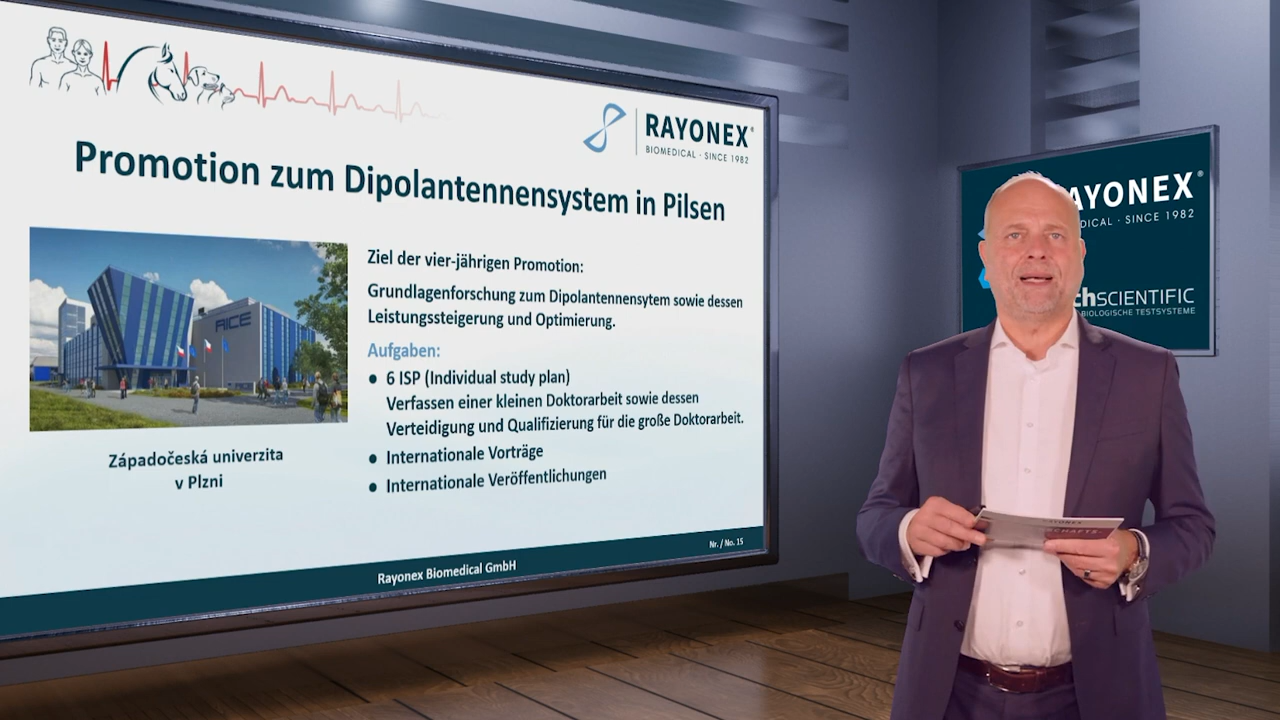 RAYONEX®
BIOMEDICAL · SINCE 1982
Promotion zum Dipolantennensystem in Pilsen
RICE
Západočeská univerzita
v Plzni
Ziel der vier-jährigen Promotion:
Grundlagenforschung zum Dipolantennensytem sowie dessen
Leistungssteigerung und Optimierung.
Aufgaben:
● 6 ISP (Individual study plan)
Verfassen einer kleinen Doktorarbeit sowie dessen
Verteidigung und Qualifizierung für die große Doktorarbeit.
● Internationale Vorträge
● Internationale Veröffentlichungen
Nr. / No. 15
Rayonex Biomedical GmbH
AYONEX®
DICAL · SINCE 1982
chSCIENTIFIC
BIOLOGISCHE TESTSYSTEME